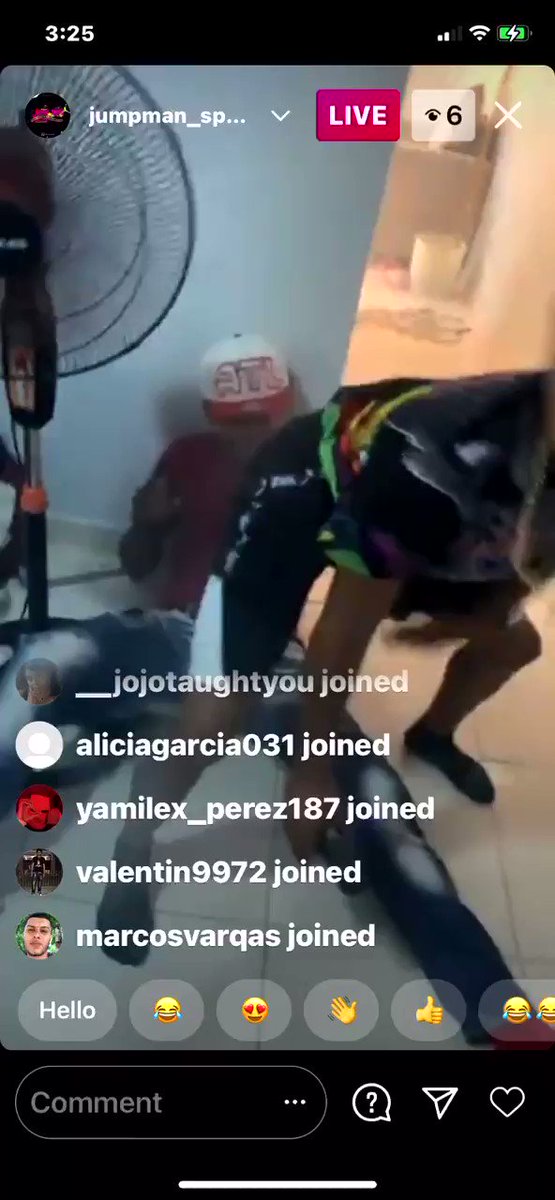 3:25
jumpman_sp...
LIVE
6
ATL
__jojotaughtyou joined
aliciagarcia031 joined
yamilex_perez187 joined
valentin9972 joined
marcosvarqas joined
Hello
Comment